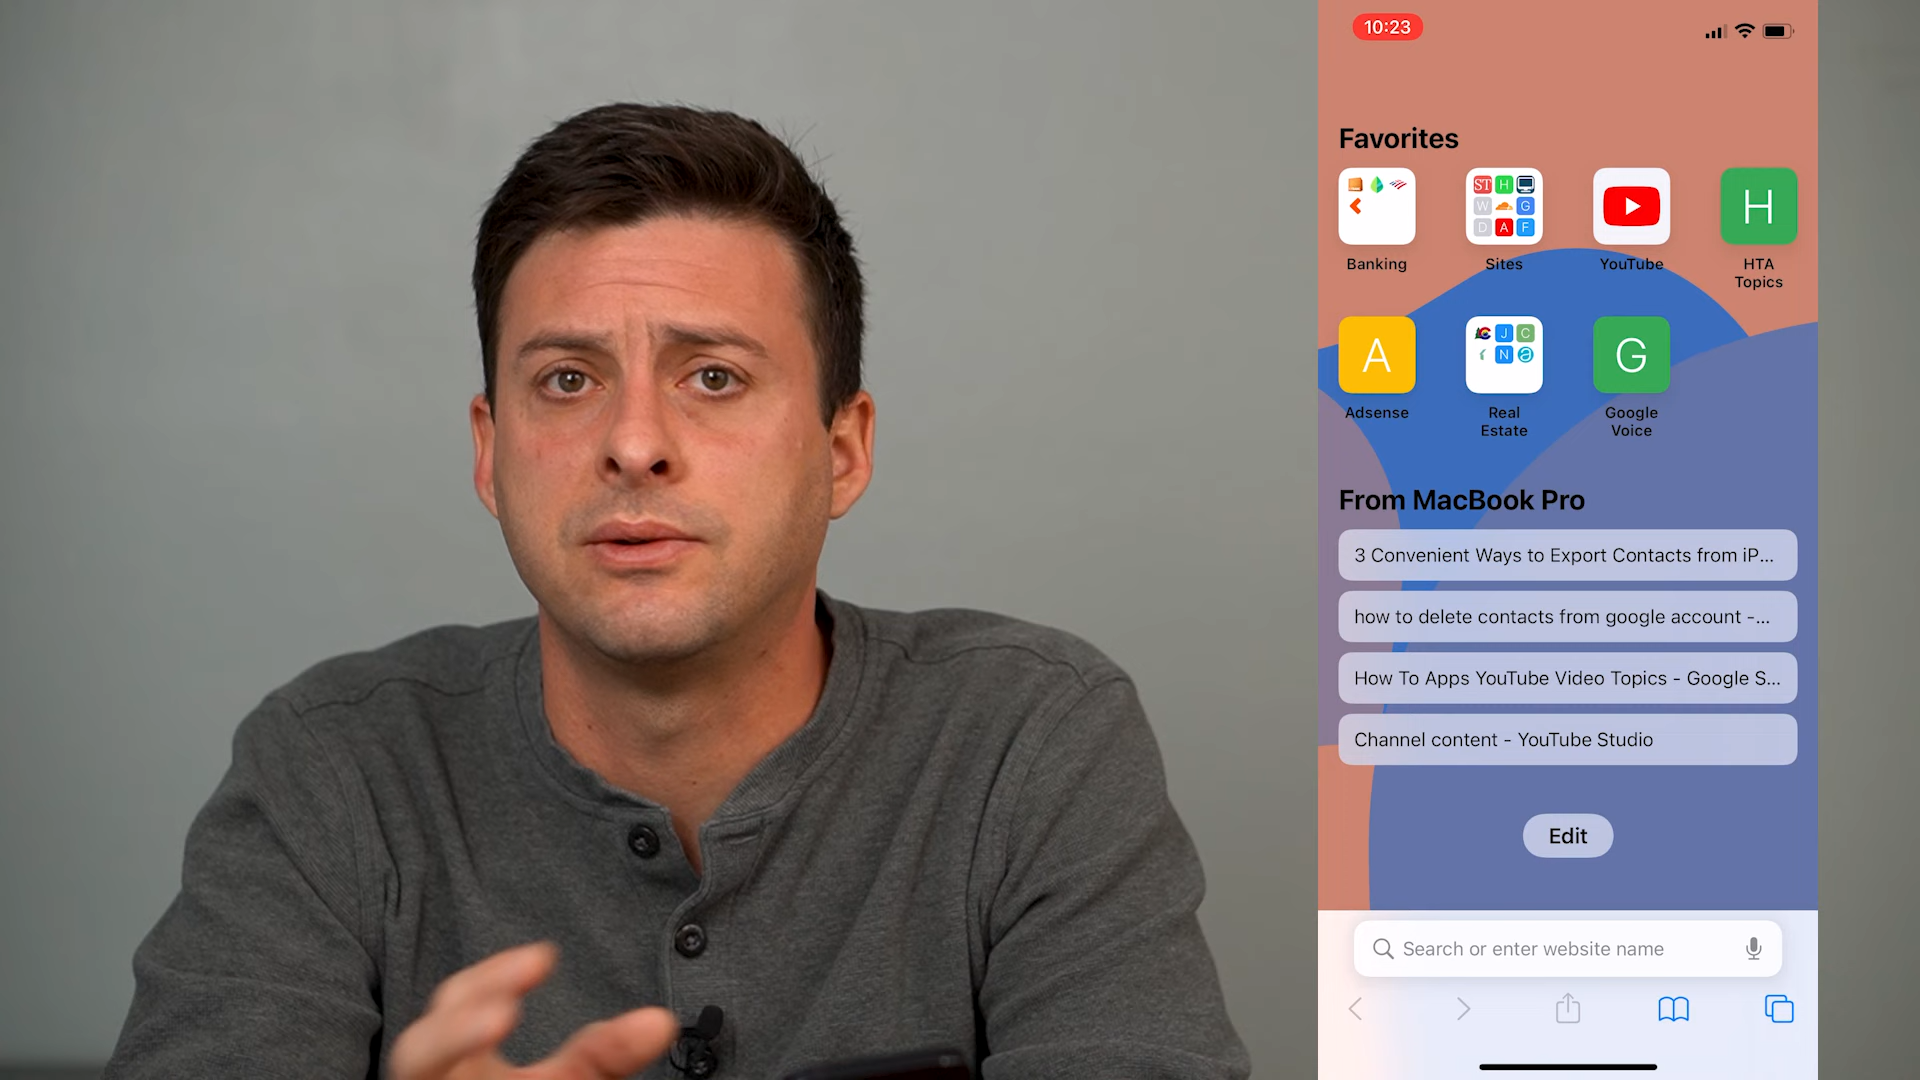 10:23
Favorites
ST H
W G
D A F
H
Banking
Sites
YouTube
HTA
Topics
A
J C
N
G
Adsense
Real
Estate
Google
Voice
From MacBook Pro
3 Convenient Ways to Export Contacts from iP...
how to delete contacts from google account -...
How To Apps YouTube Video Topics - Google S...
Channel content - YouTube Studio
Edit
Search or enter website name